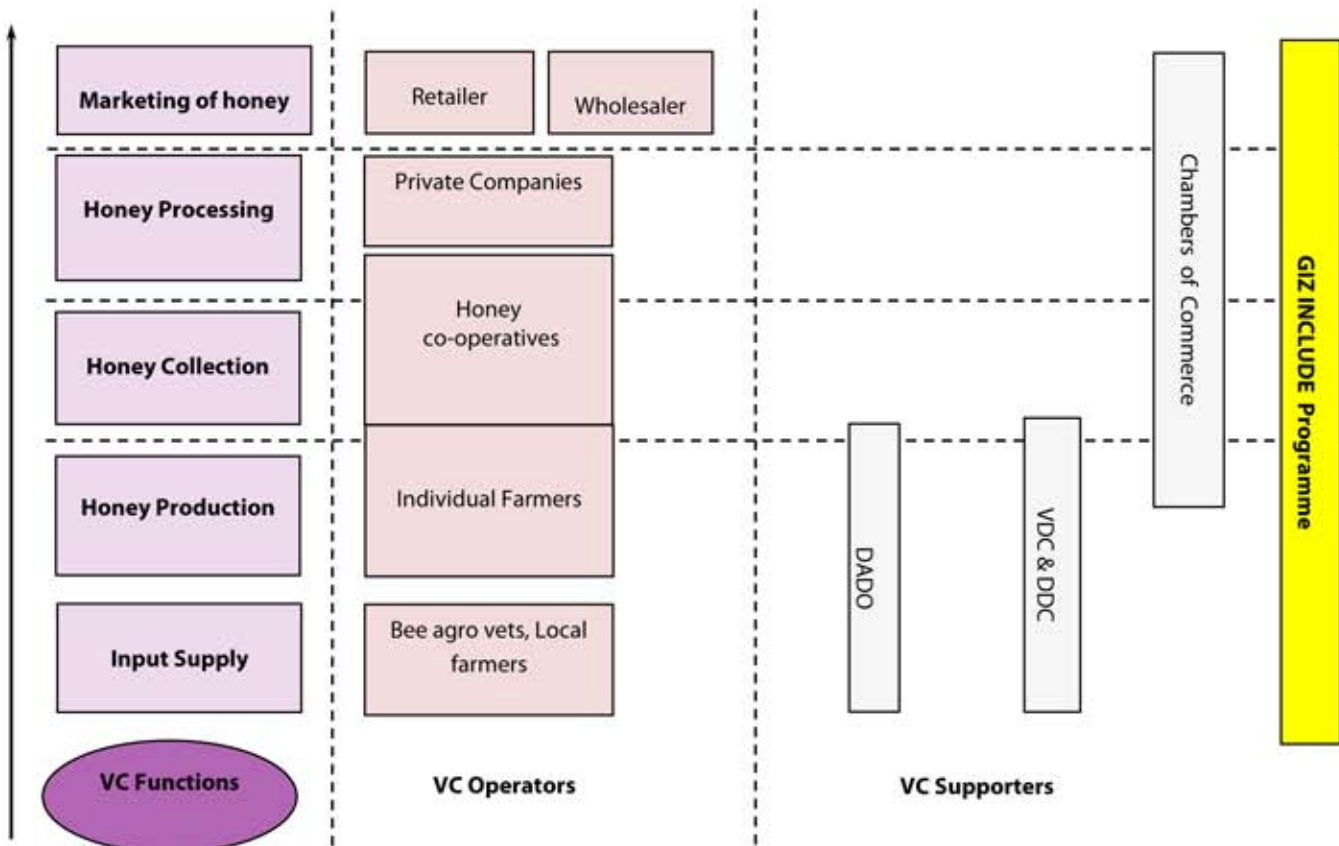 Marketing of honey
Retailer
Wholesaler
Honey Processing
Private Companies
Honey Collection
Honey
co-operatives
Honey Production
Individual Farmers
Input Supply
Bee agro vets, Local
farmers
DADO
VDC & DDC
Chambers of Commerce
GIZ INCLUDE Programme
VC Functions
VC Operators
VC Supporters